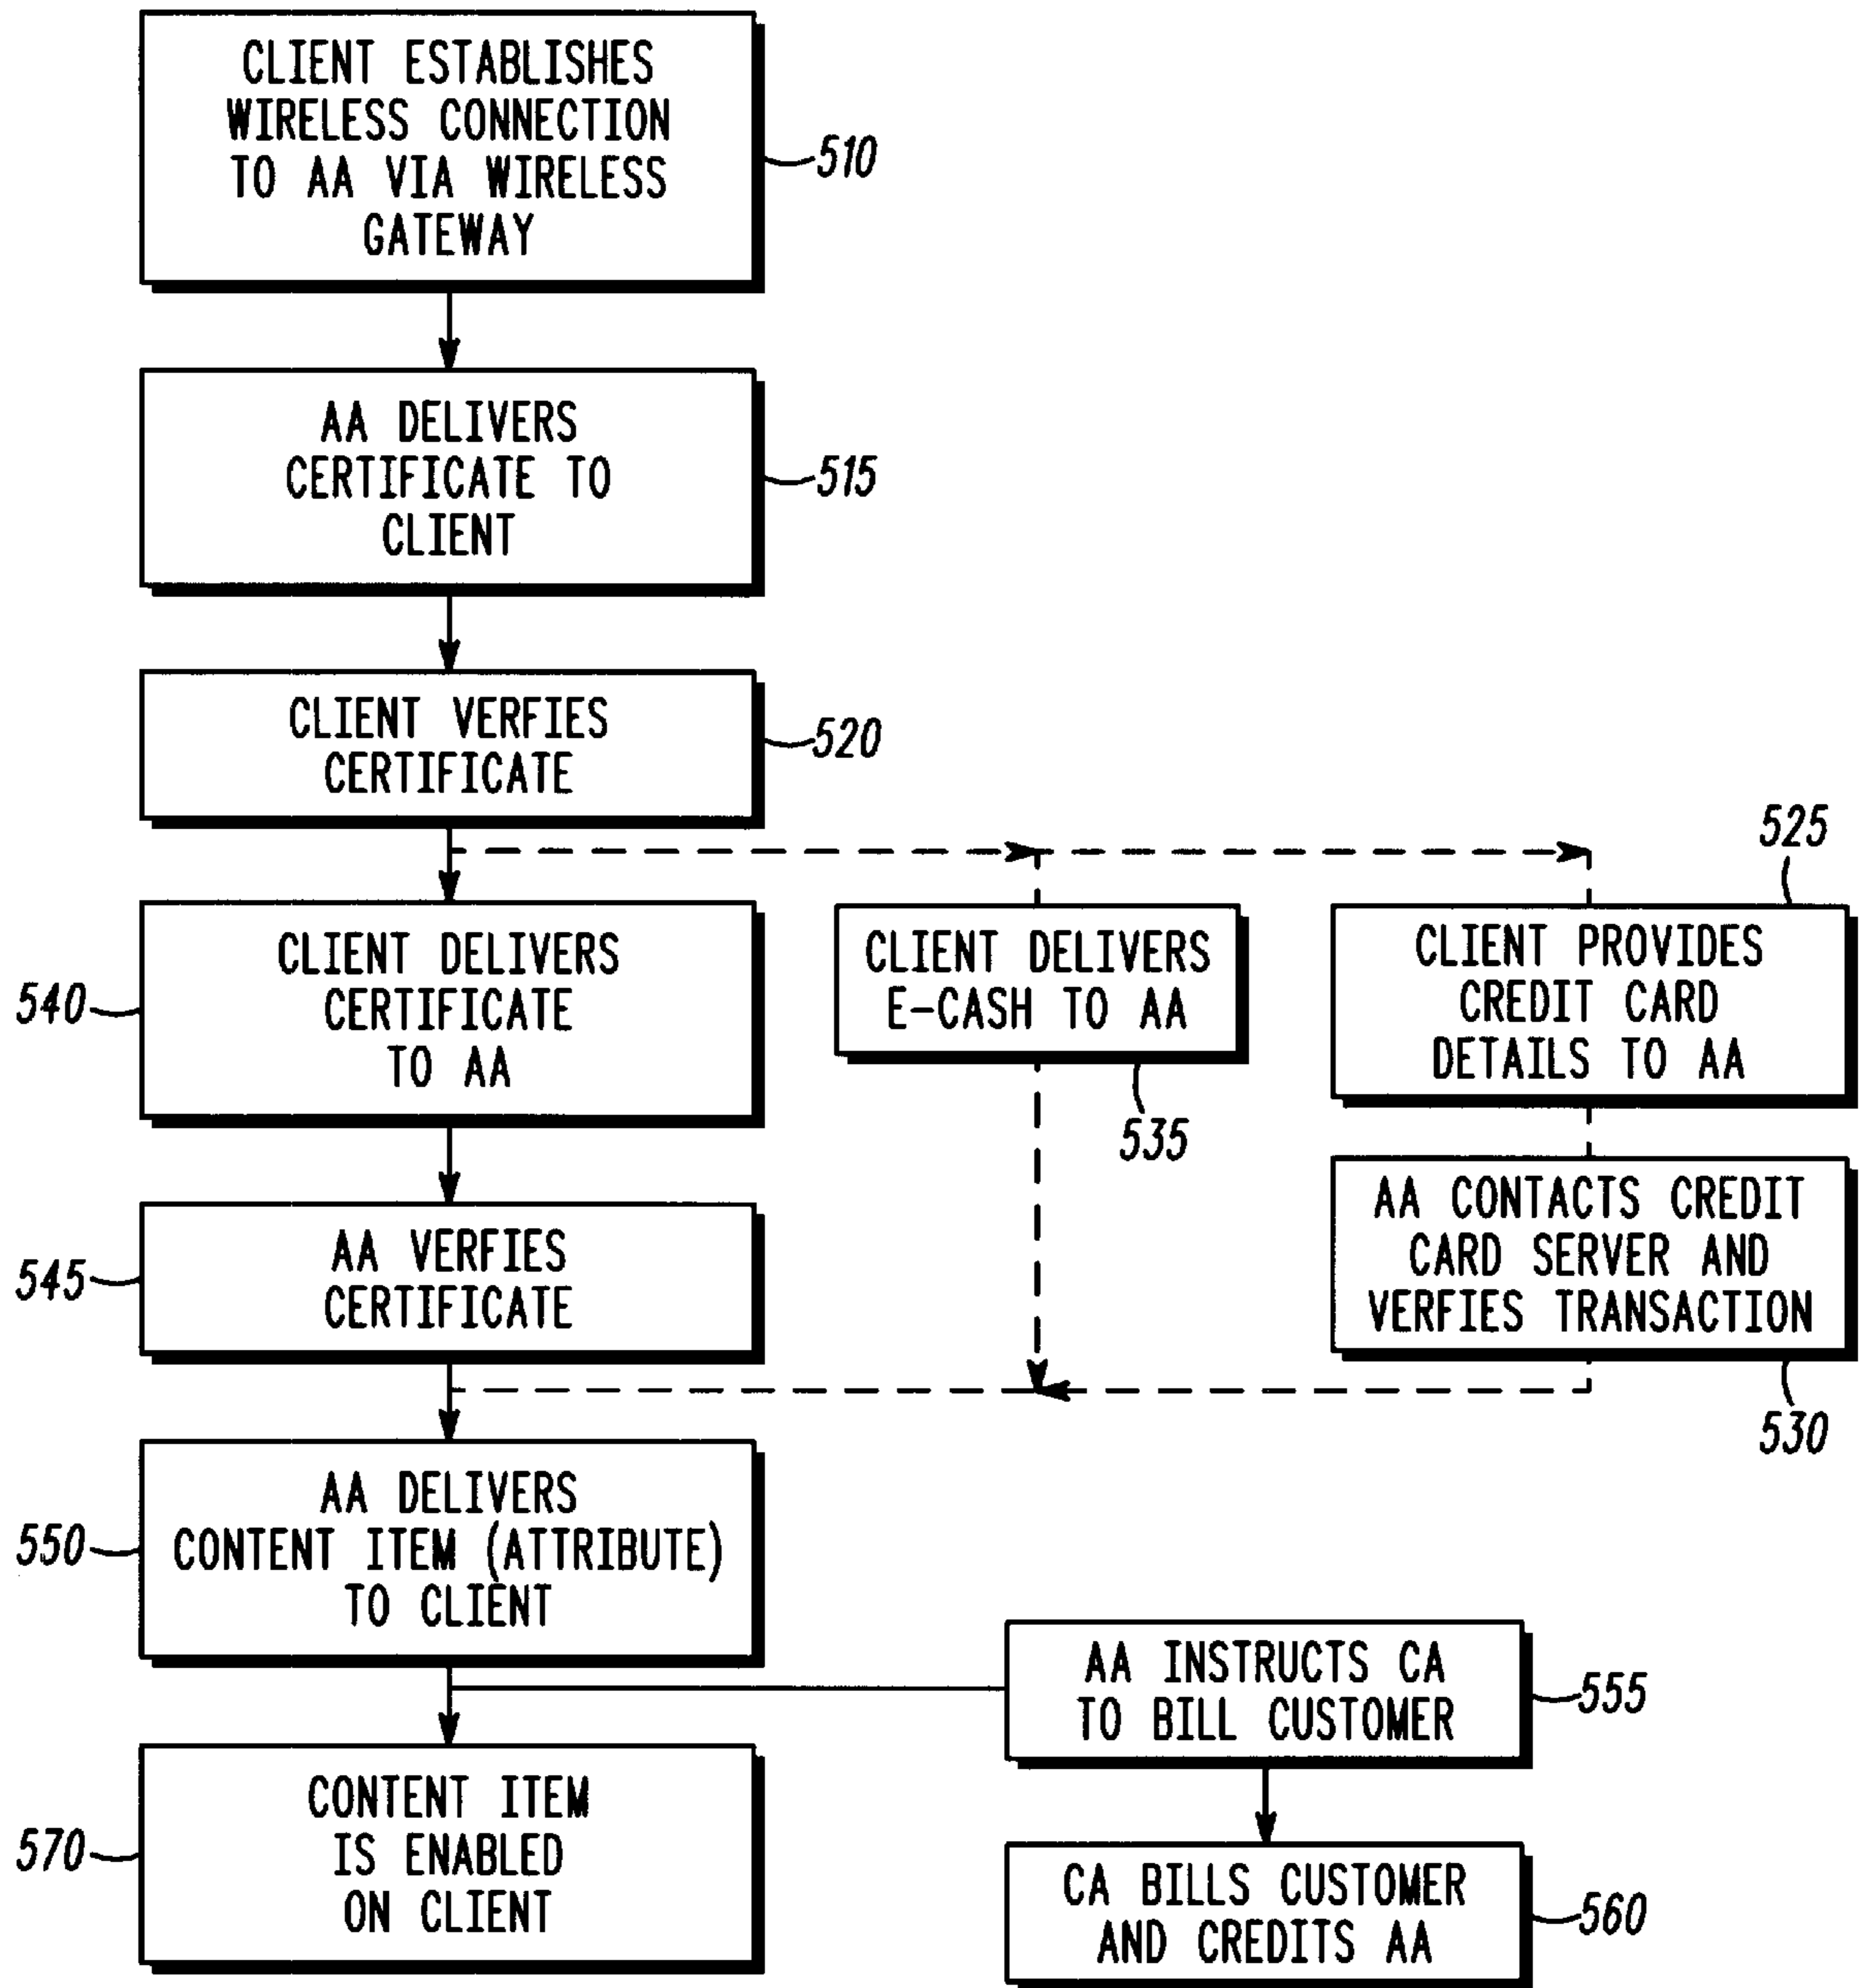 CLIENT ESTABLISHES
WIRELESS CONNECTION
TO AA VIA WIRELESS
GATEWAY
510
AA DELIVERS
CERTIFICATE TO
CLIENT
515
CLIENT VERFIES
CERTIFICATE
520
540
CLIENT DELIVERS
CERTIFICATE
TO AA
CLIENT DELIVERS
E-CASH TO AA
535
525
CLIENT PROVIDES
CREDIT CARD
DETAILS TO AA
AA CONTACTS CREDIT
CARD SERVER AND
VERFIES TRANSACTION
530
545
AA VERFIES
CERTIFICATE
550
AA DELIVERS
CONTENT ITEM (ATTRIBUTE)
TO CLIENT
AA INSTRUCTS CA
TO BILL CUSTOMER
555
570
CONTENT ITEM
IS ENABLED
ON CLIENT
CA BILLS CUSTOMER
AND CREDITS AA
560